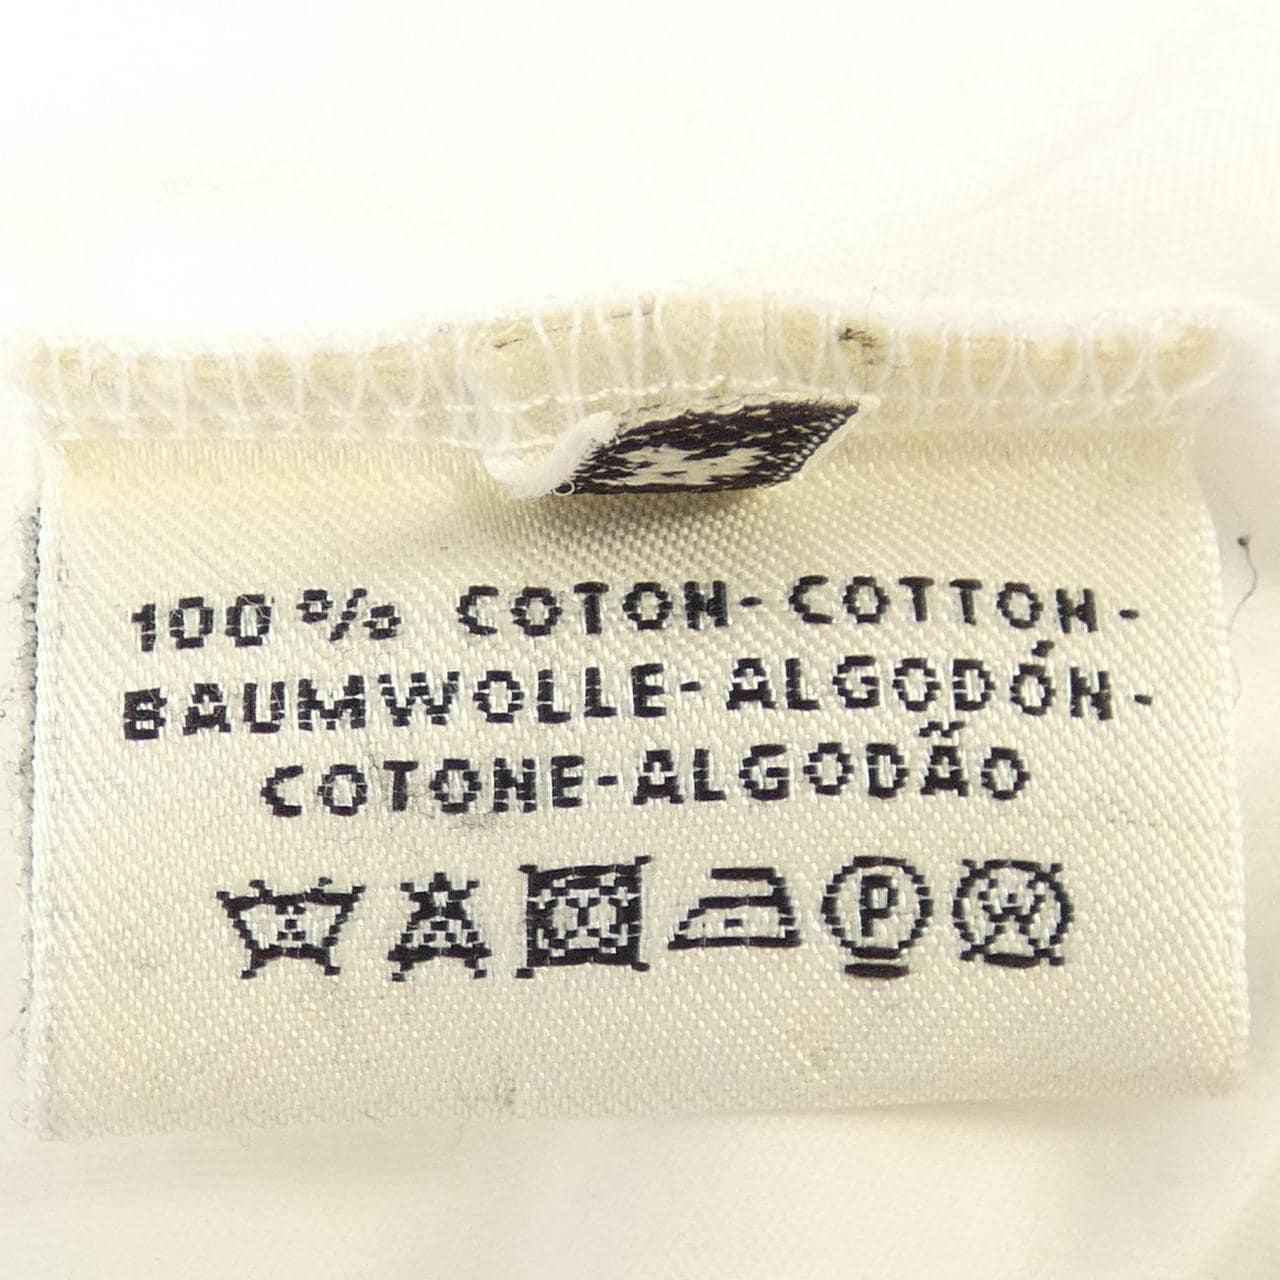 100 % COTON - COTTON -
BAUMWOLLE - ALGODÓN -
COTONE - ALGODÃO
P W